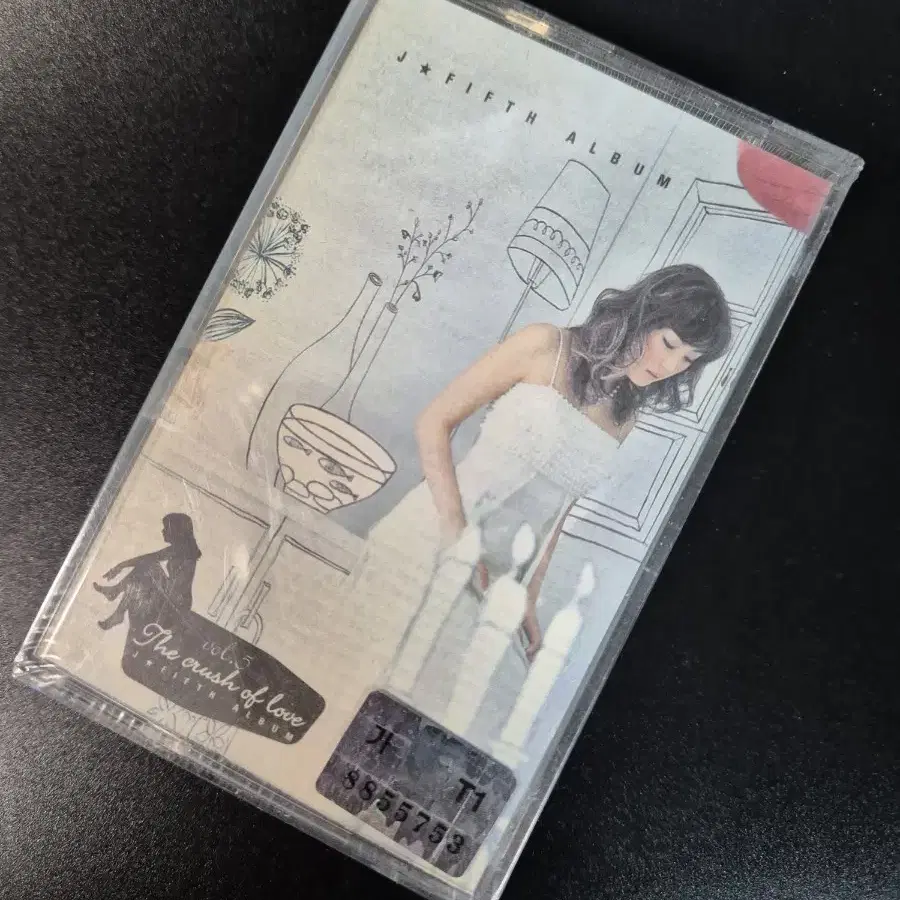 J★FIFTH ALBUM
vol. 5
The crush of love
J★FIFTH ALBUM
가 T1
8855753